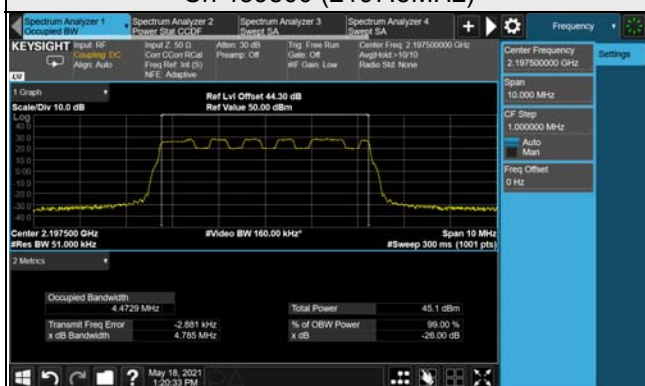 Spectrum Analyzer 1
Occupied BW
Spectrum Analyzer 2
Power Stat CCDF
Spectrum Analyzer 3
Swept SA
Spectrum Analyzer 4
Swept SA
Frequency
KEYSIGHT
Input: RF
Coupling: DC
Align: Auto
Input Z: 50 Ω
Corr CCorr RCal
Freq Ref: Int (S)
NFE: Adaptive
Atten: 30 dB
Preamp: Off
Trig: Free Run
Gate: Off
#IF Gain: Low
Center Freq: 2.197500000 GHz
Avg|Hold:>10/10
Radio Std: None
Center Frequency
2.197500000 GHz
Settings
Span
10.000 MHz
CF Step
1.000000 MHz
Auto
Man
Freq Offset
0 Hz
1 Graph
Scale/Div 10.0 dB
Ref Lvl Offset 44.30 dB
Ref Value 50.00 dBm
Log
40.0
30.0
20.0
10.0
0.00
-10.0
-20.0
-30.0
-40.0
Center 2.197500 GHz
#Video BW 160.00 kHz*
Span 10 MHz
#Res BW 51.000 kHz
#Sweep 300 ms (1001 pts)
2 Metrics
Occupied Bandwidth
4.4729 MHz
Total Power
45.1 dBm
Transmit Freq Error
-2.881 kHz
% of OBW Power
99.00 %
x dB Bandwidth
4.785 MHz
x dB
-26.00 dB
May 18, 2021
1:20:33 PM